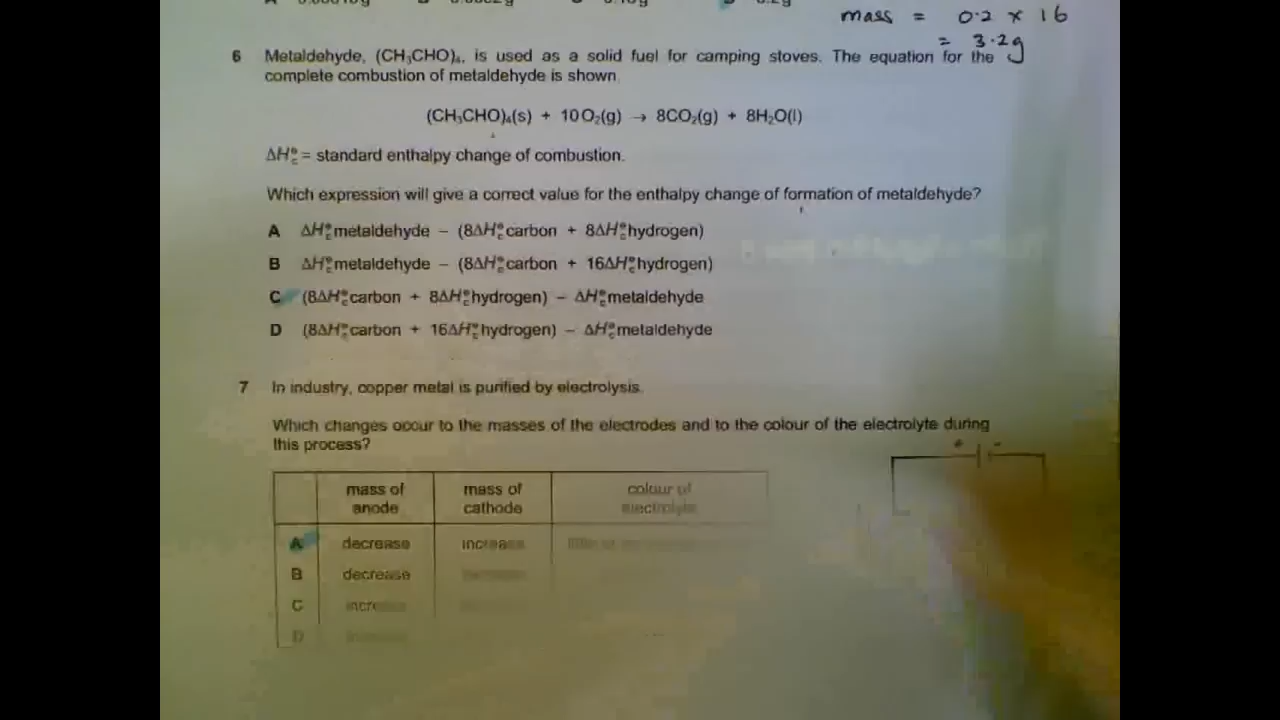 mass = 0.2 x 16
= 3.2g
6 Metaldehyde, (CH₃CHO)₄, is used as a solid fuel for camping stoves. The equation for the
complete combustion of metaldehyde is shown.
(CH₃CHO)₄(s) + 10O₂(g) → 8CO₂(g) + 8H₂O(l)
ΔH⦵c = standard enthalpy change of combustion.
Which expression will give a correct value for the enthalpy change of formation of metaldehyde?
A ΔH⦵c metaldehyde – (8ΔH⦵c carbon + 8ΔH⦵c hydrogen)
B ΔH⦵c metaldehyde – (8ΔH⦵c carbon + 16ΔH⦵c hydrogen)
C (8ΔH⦵c carbon + 8ΔH⦵c hydrogen) – ΔH⦵c metaldehyde
D (8ΔH⦵c carbon + 16ΔH⦵c hydrogen) – ΔH⦵c metaldehyde
7 In industry, copper metal is purified by electrolysis.
Which changes occur to the masses of the electrodes and to the colour of the electrolyte during
this process?
+ -
mass of mass of colour of
anode cathode electrolyte
A decrease increase
B decrease
C increase
D